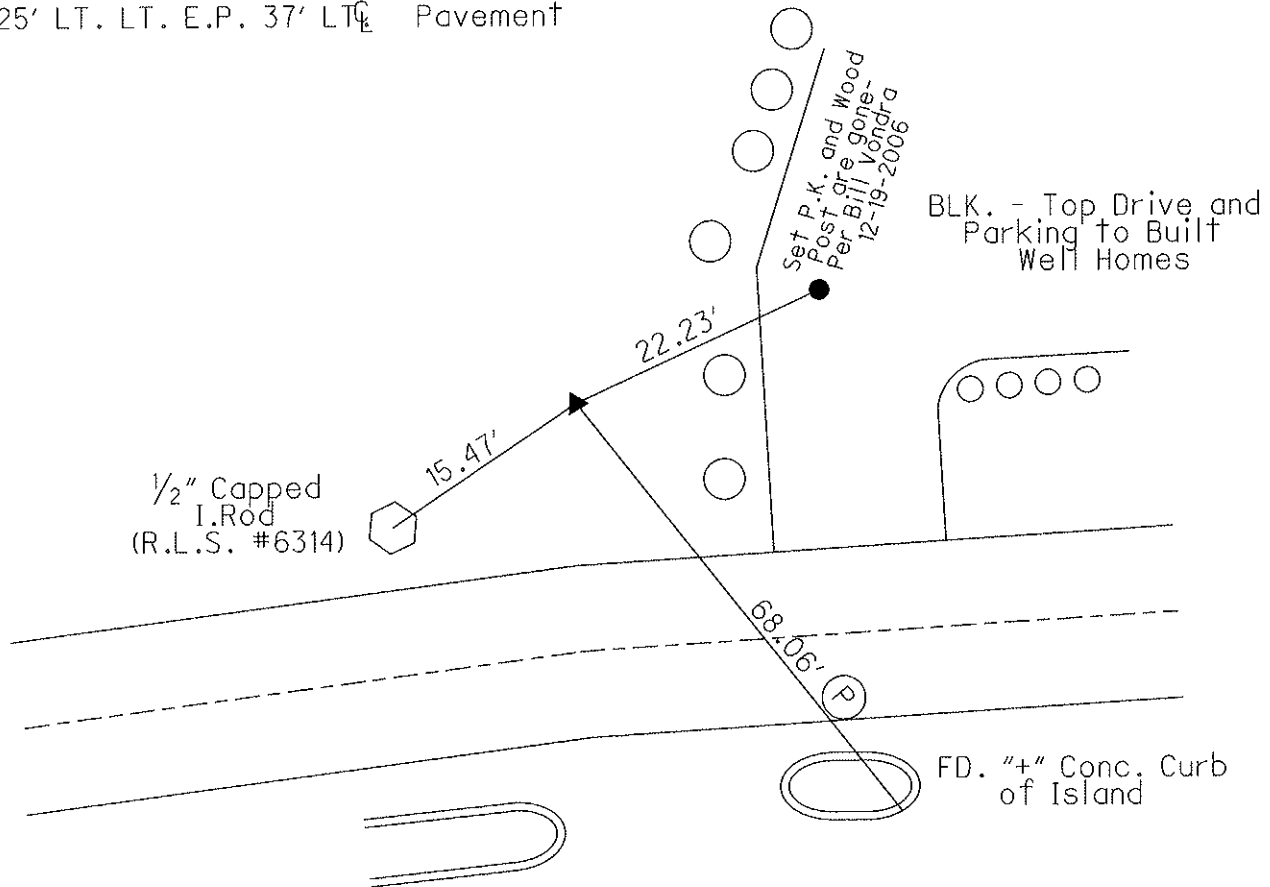 25' LT. LT. E.P. 37' LT ℄ Pavement
Set P.K. and Wood
Post are gone-
Per Bill Vondra
12-19-2006
BLK. - Top Drive and
Parking to Built
Well Homes
22.23'
15.47'
1/2" Capped
I.Rod
(R.L.S. #6314)
68.06'
P
FD. "+" Conc. Curb
of Island